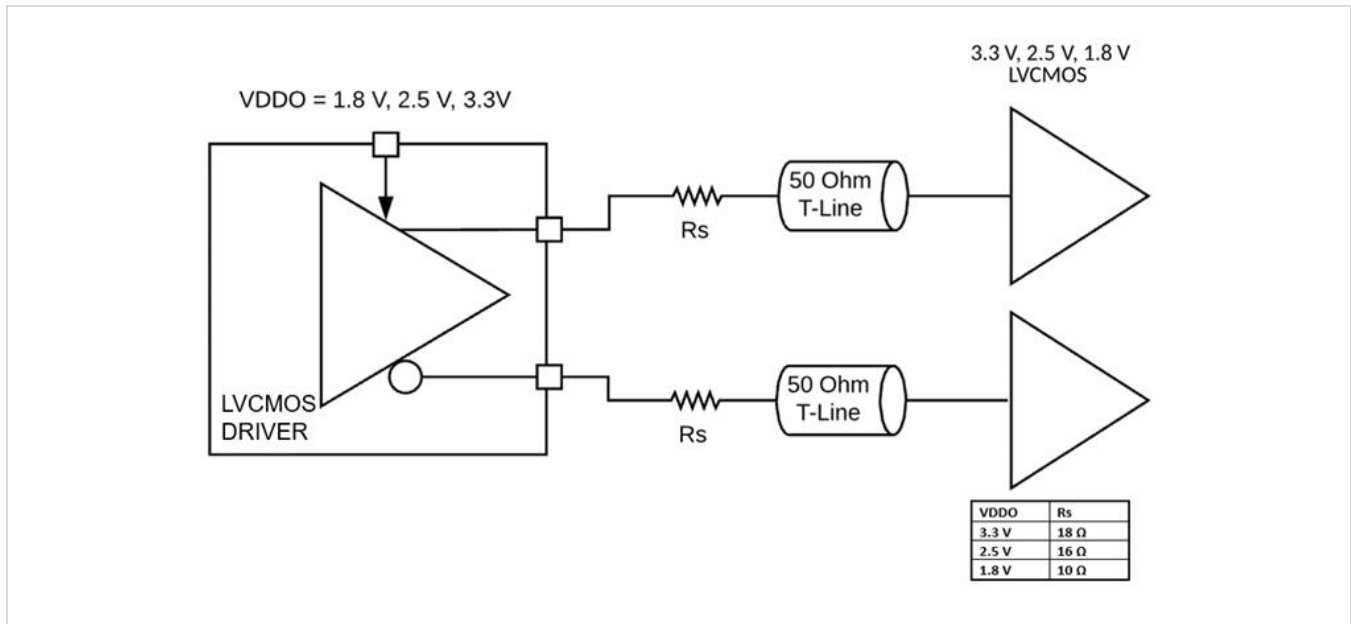 3.3 V, 2.5 V, 1.8 V
LVCMOS
VDDO = 1.8 V, 2.5 V, 3.3V
50 Ohm
T-Line
Rs
50 Ohm
T-Line
Rs
LVCMOS
DRIVER
VDDO Rs
3.3 V 18 Ω
2.5 V 16 Ω
1.8 V 10 Ω